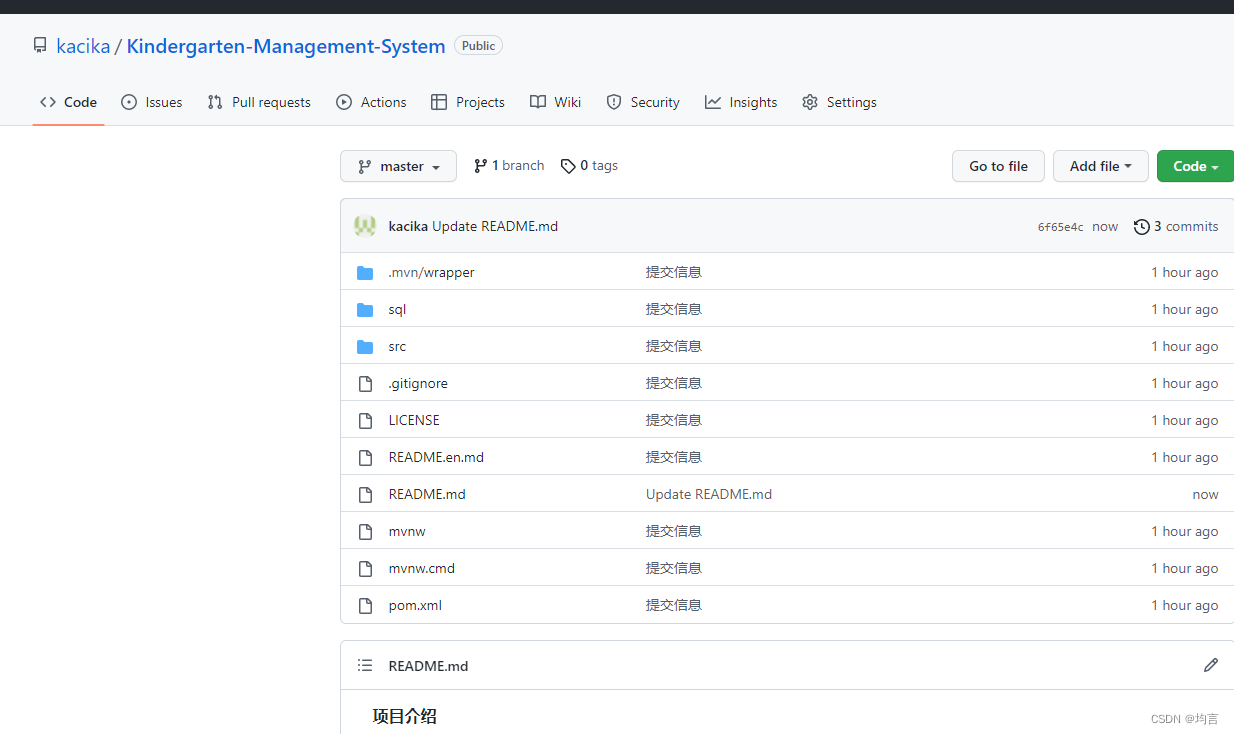 kacika / Kindergarten-Management-System Public
Code Issues Pull requests Actions Projects Wiki Security Insights Settings
master 1 branch 0 tags Go to file Add file Code
kacika Update README.md 6f65e4c now 3 commits
.mvn/wrapper 提交信息 1 hour ago
sql 提交信息 1 hour ago
src 提交信息 1 hour ago
.gitignore 提交信息 1 hour ago
LICENSE 提交信息 1 hour ago
README.en.md 提交信息 1 hour ago
README.md Update README.md now
mvnw 提交信息 1 hour ago
mvnw.cmd 提交信息 1 hour ago
pom.xml 提交信息 1 hour ago
README.md
项目介绍
CSDN @均言